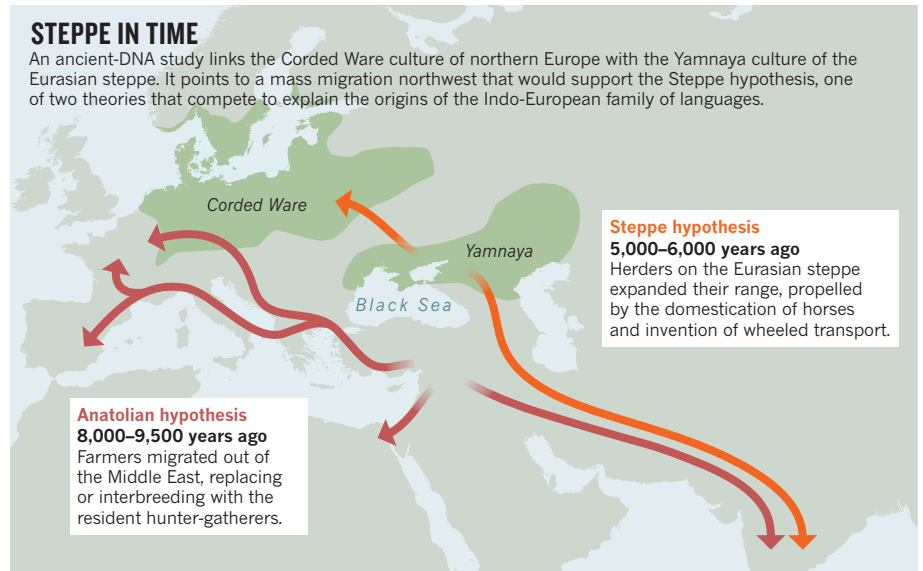 STEPPE IN TIME
An ancient-DNA study links the Corded Ware culture of northern Europe with the Yamnaya culture of the
Eurasian steppe. It points to a mass migration northwest that would support the Steppe hypothesis, one
of two theories that compete to explain the origins of the Indo-European family of languages.
Corded Ware
Yamnaya
Black Sea
Steppe hypothesis
5,000–6,000 years ago
Herders on the Eurasian steppe
expanded their range, propelled
by the domestication of horses
and invention of wheeled transport.
Anatolian hypothesis
8,000–9,500 years ago
Farmers migrated out of
the Middle East, replacing
or interbreeding with the
resident hunter-gatherers.